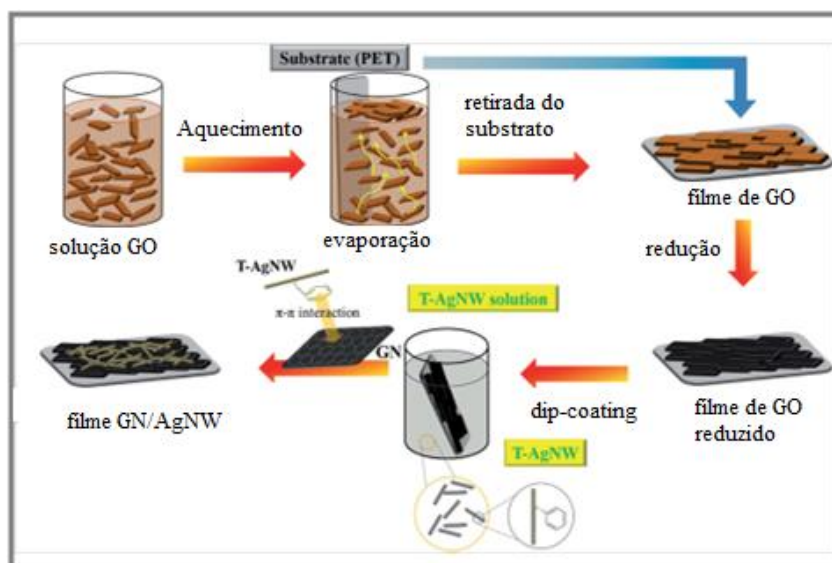 Substrate (PET)
Aquecimento
retirada do
substrato
solução GO
evaporação
filme de GO
redução
T-AgNW
π-π interaction
GN
T-AgNW solution
filme GN/AgNW
dip-coating
filme de GO
reduzido
T-AgNW